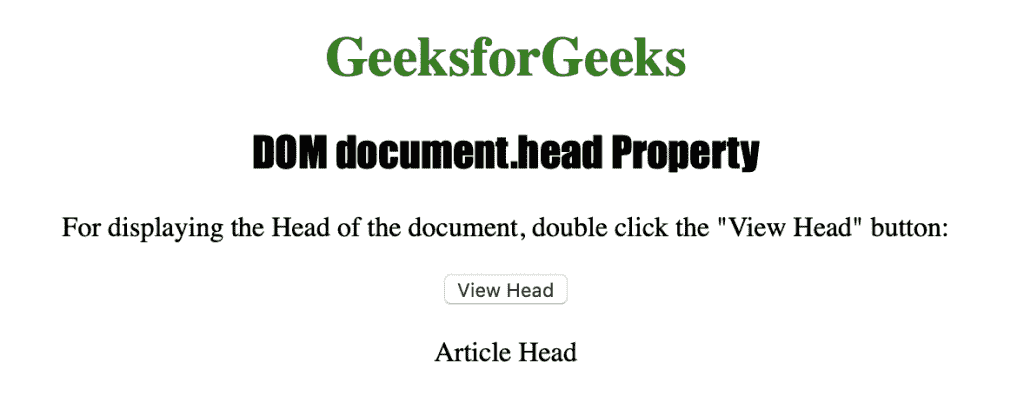 GeeksforGeeks
DOM document.head Property
For displaying the Head of the document, double click the "View Head" button:
View Head
Article Head